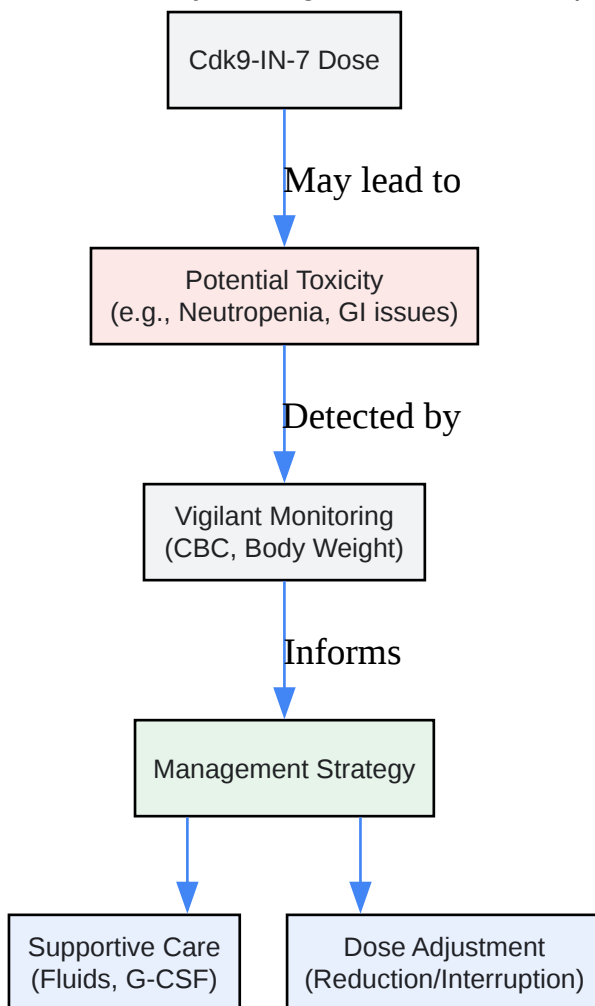 Cdk9-IN-7 Dose
May lead to
Potential Toxicity
(e.g., Neutropenia, GI issues)
Detected by
Vigilant Monitoring
(CBC, Body Weight)
Informs
Management Strategy
Supportive Care
(Fluids, G-CSF)
Dose Adjustment
(Reduction/Interruption)